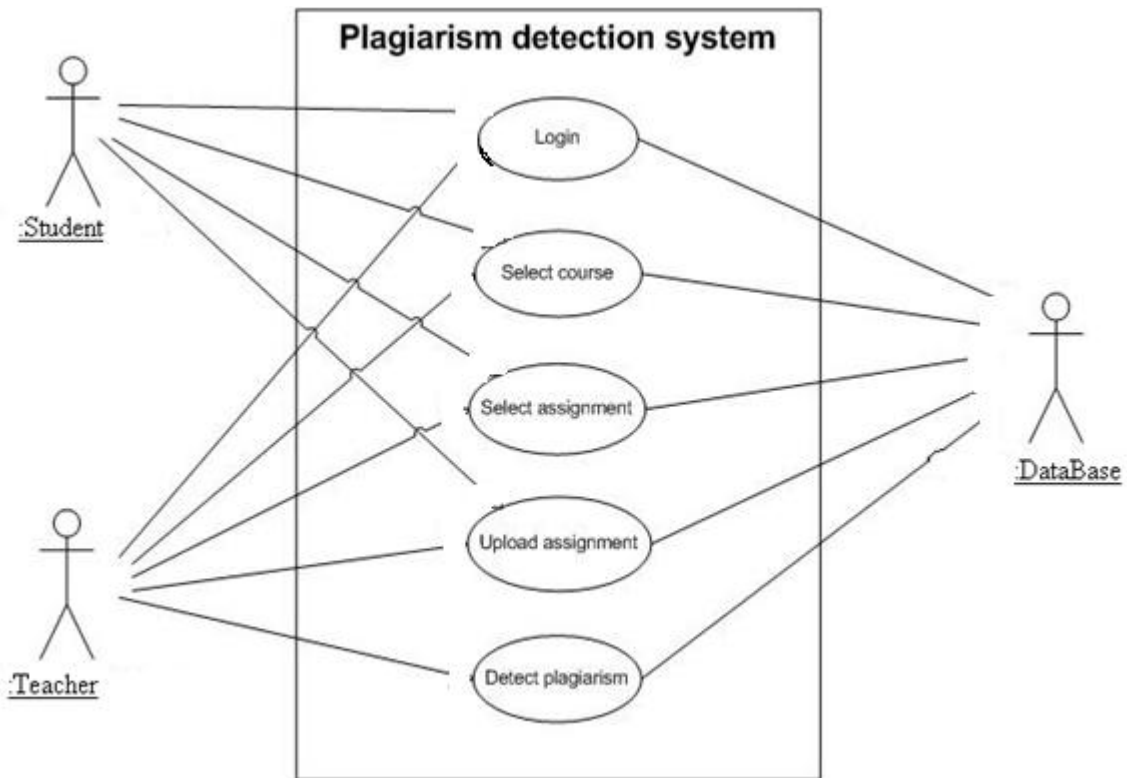 Plagiarism detection system
Login
:Student
Select course
Select assignment
:DataBase
Upload assignment
Detect plagiarism
:Teacher